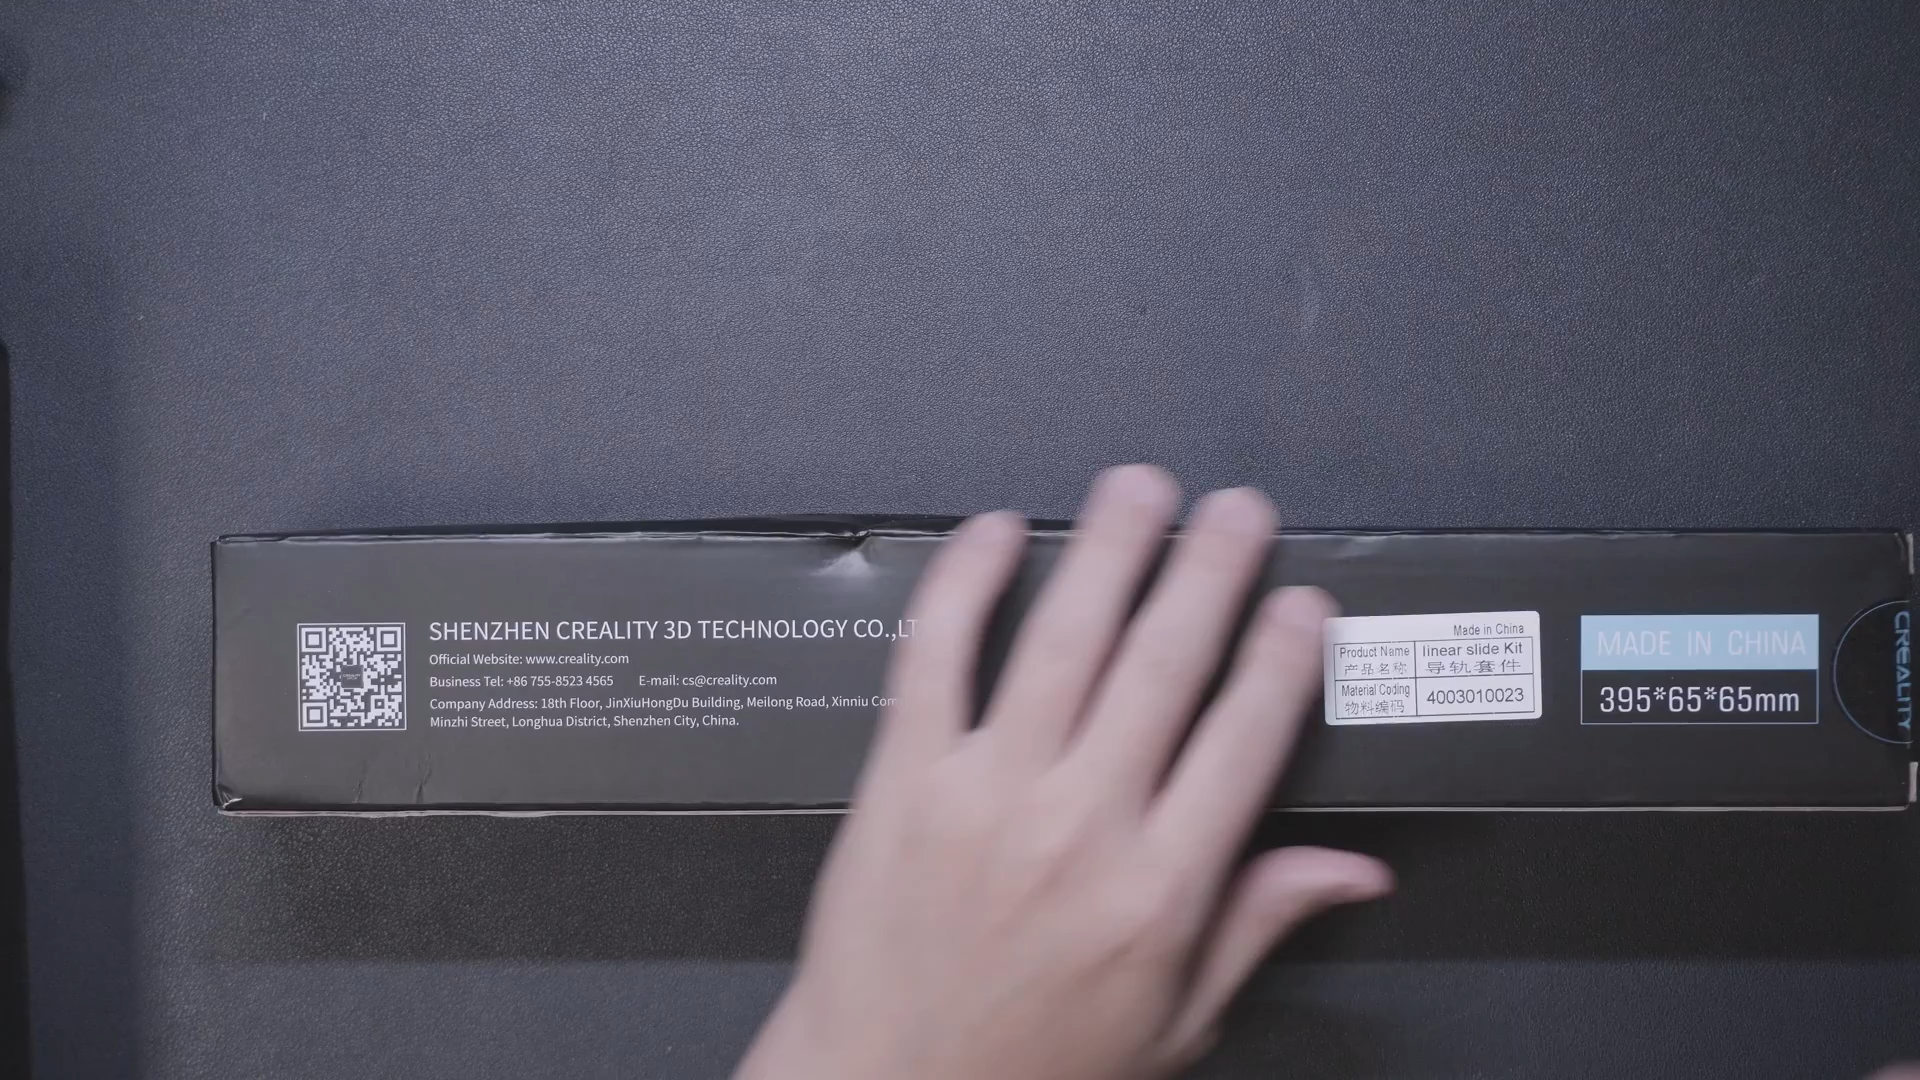 SHENZHEN CREALITY 3D TECHNOLOGY CO.,LT
Official Website: www.creality.com
Business Tel: +86 755-8523 4565 E-mail: cs@creality.com
Company Address: 18th Floor, JinXiuHongDu Building, Meilong Road, Xinniu Com
Minzhi Street, Longhua District, Shenzhen City, China.
Made in China
Product Name linear slide Kit
产品名称 导轨套件
Material Coding 4003010023
物料编码
MADE IN CHINA
395*65*65mm
CREALITY